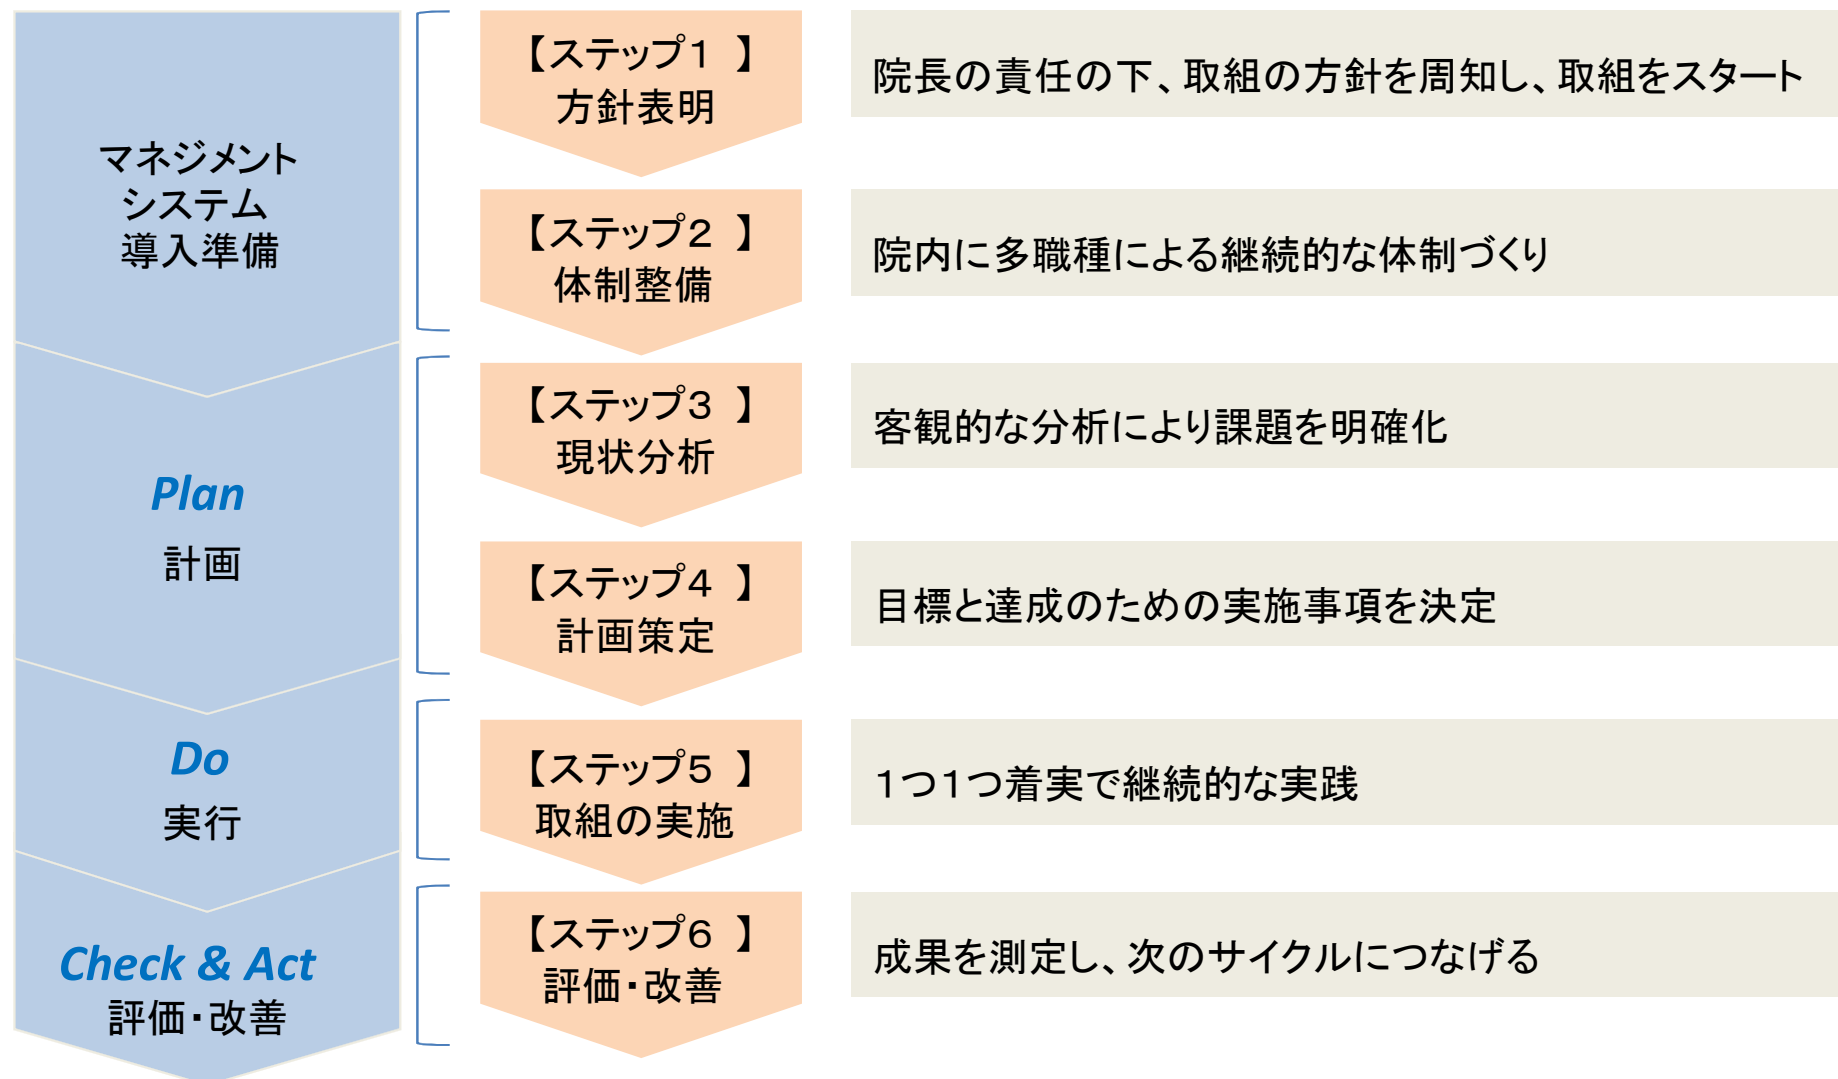 マネジメント
システム
導入準備
【ステップ1 】
方針表明
院長の責任の下、取組の方針を周知し、取組をスタート
【ステップ2 】
体制整備
院内に多職種による継続的な体制づくり
Plan
計画
【ステップ3 】
現状分析
客観的な分析により課題を明確化
【ステップ4 】
計画策定
目標と達成のための実施事項を決定
Do
実行
【ステップ5 】
取組の実施
1つ1つ着実で継続的な実践
Check & Act
評価・改善
【ステップ6 】
評価・改善
成果を測定し、次のサイクルにつなげる